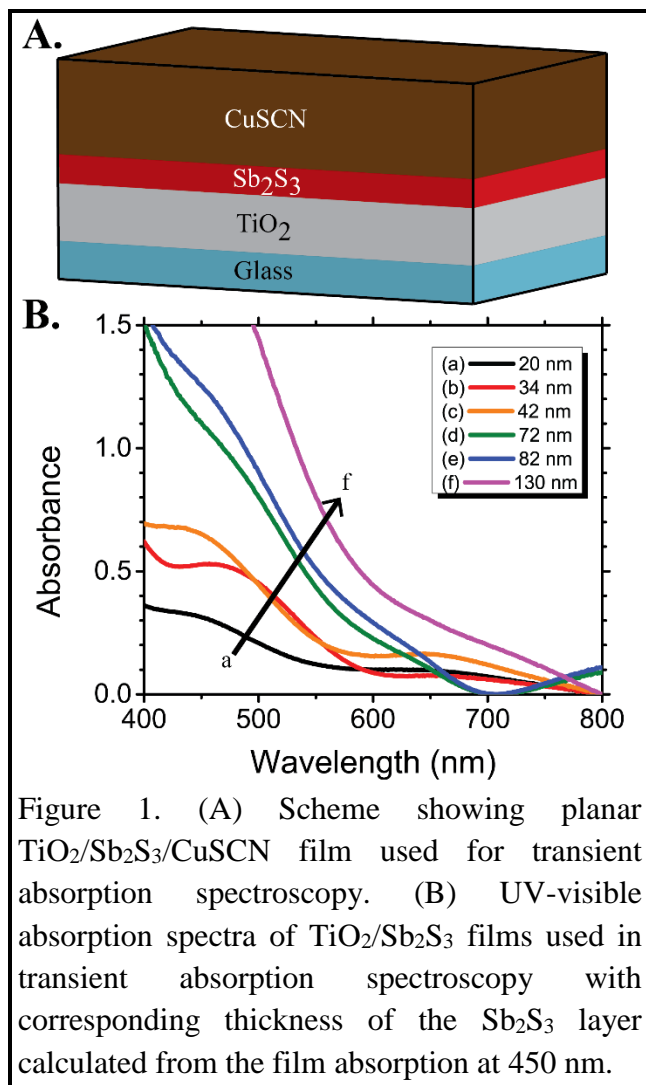 A.
CuSCN
Sb₂S₃
TiO₂
Glass
B.
1.5
1.0
0.5
0.0
Absorbance
(a) 20 nm
(b) 34 nm
(c) 42 nm
(d) 72 nm
(e) 82 nm
(f) 130 nm
f
a
400 500 600 700 800
Wavelength (nm)
Figure 1. (A) Scheme showing planar
TiO₂/Sb₂S₃/CuSCN film used for transient
absorption spectroscopy. (B) UV-visible
absorption spectra of TiO₂/Sb₂S₃ films used in
transient absorption spectroscopy with
corresponding thickness of the Sb₂S₃ layer
calculated from the film absorption at 450 nm.